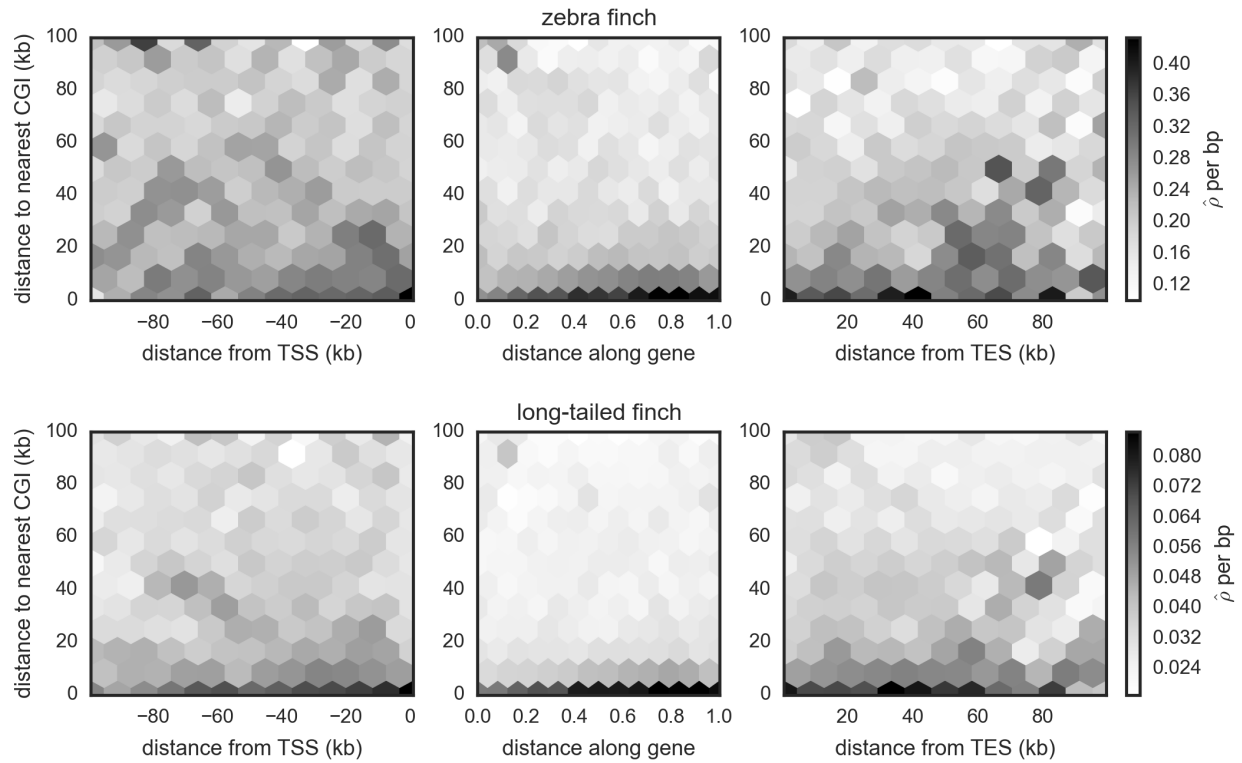 zebra finch
distance to nearest CGI (kb)
100
80
60
40
20
0
−80 −60 −40 −20 0
distance from TSS (kb)
100
80
60
40
20
0
0.0 0.2 0.4 0.6 0.8 1.0
distance along gene
100
80
60
40
20
0
20 40 60 80
distance from TES (kb)
0.40
0.36
0.32
0.28
0.24
0.20
0.16
0.12
ρ̂ per bp
long-tailed finch
distance to nearest CGI (kb)
100
80
60
40
20
0
−80 −60 −40 −20 0
distance from TSS (kb)
100
80
60
40
20
0
0.0 0.2 0.4 0.6 0.8 1.0
distance along gene
100
80
60
40
20
0
20 40 60 80
distance from TES (kb)
0.080
0.072
0.064
0.056
0.048
0.040
0.032
0.024
ρ̂ per bp